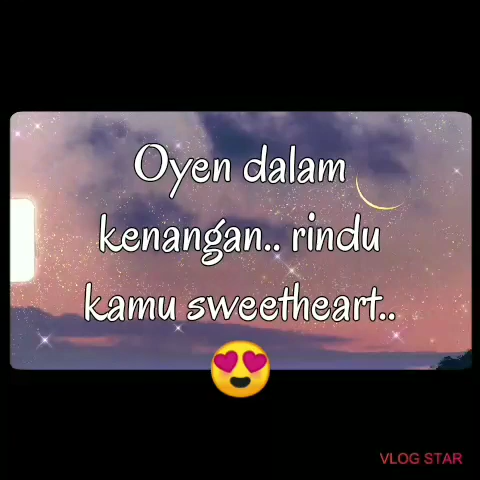 Oyen dalam
kenangan.. rindu
kamu sweetheart..
VLOG STAR